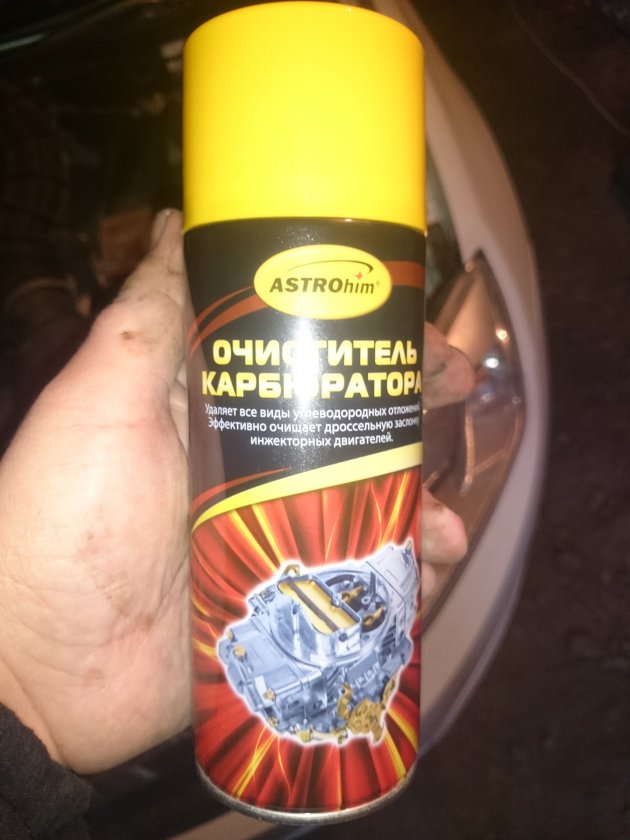 ASTROhim®
ОЧИСТИТЕЛЬ
КАРБЮРАТОРА
Удаляет все виды углеводородных отложений.
Эффективно очищает дроссельную заслонку
инжекторных двигателей.